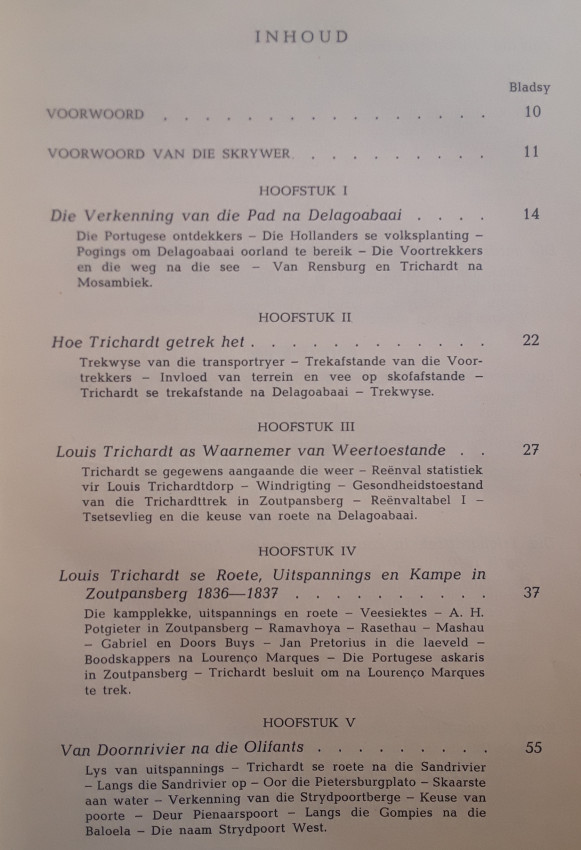 INHOUD
Bladsy
VOORWOORD . . . . . . . . . . . . . 10
VOORWOORD VAN DIE SKRYWER. . . . . . . . . . 11
HOOFSTUK I
Die Verkenning van die Pad na Delagoabaai . . . . 14
Die Portugese ontdekkers – Die Hollanders se volksplanting –
Pogings om Delagoabaai oorland te bereik – Die Voortrekkers
en die weg na die see – Van Rensburg en Trichardt na
Mosambiek.
HOOFSTUK II
Hoe Trichardt getrek het . . . . . . . . . . . . 22
Trekwyse van die transportryer – Trekafstande van die Voor-
trekkers – Invloed van terrein en vee op skofafstande –
Trichardt se trekafstande na Delagoabaai – Trekwyse.
HOOFSTUK III
Louis Trichardt as Waarnemer van Weertoestande . . 27
Trichardt se gegewens aangaande die weer – Reënval statistiek
vir Louis Trichardtdorp – Windrigting – Gesondheidstoestand
van die Trichardttrek in Zoutpansberg – Reënvaltabel I –
Tsetsevlieg en die keuse van roete na Delagoabaai.
HOOFSTUK IV
Louis Trichardt se Roete, Uitspannings en Kampe in
Zoutpansberg 1836—1837 . . . . . . . . . . 37
Die kampplekke, uitspannings en roete – Veesiektes – A. H.
Potgieter in Zoutpansberg – Ramavhoya – Rasethau – Mashau
– Gabriel en Doors Buys – Jan Pretorius in die laeveld –
Boodskappers na Lourenço Marques – Die Portugese askaris
in Zoutpansberg – Trichardt besluit om na Lourenço Marques
te trek.
HOOFSTUK V
Van Doornrivier na die Olifants . . . . . . . . . 55
Lys van uitspannings – Trichardt se roete na die Sandrivier
– Langs die Sandrivier op – Oor die Pietersburgplato – Skaarste
aan water – Verkenning van die Strydpoortberge – Keuse van
poorte – Deur Pienaarspoort – Langs die Gompies na die
Baloela – Die naam Strydpoort West.